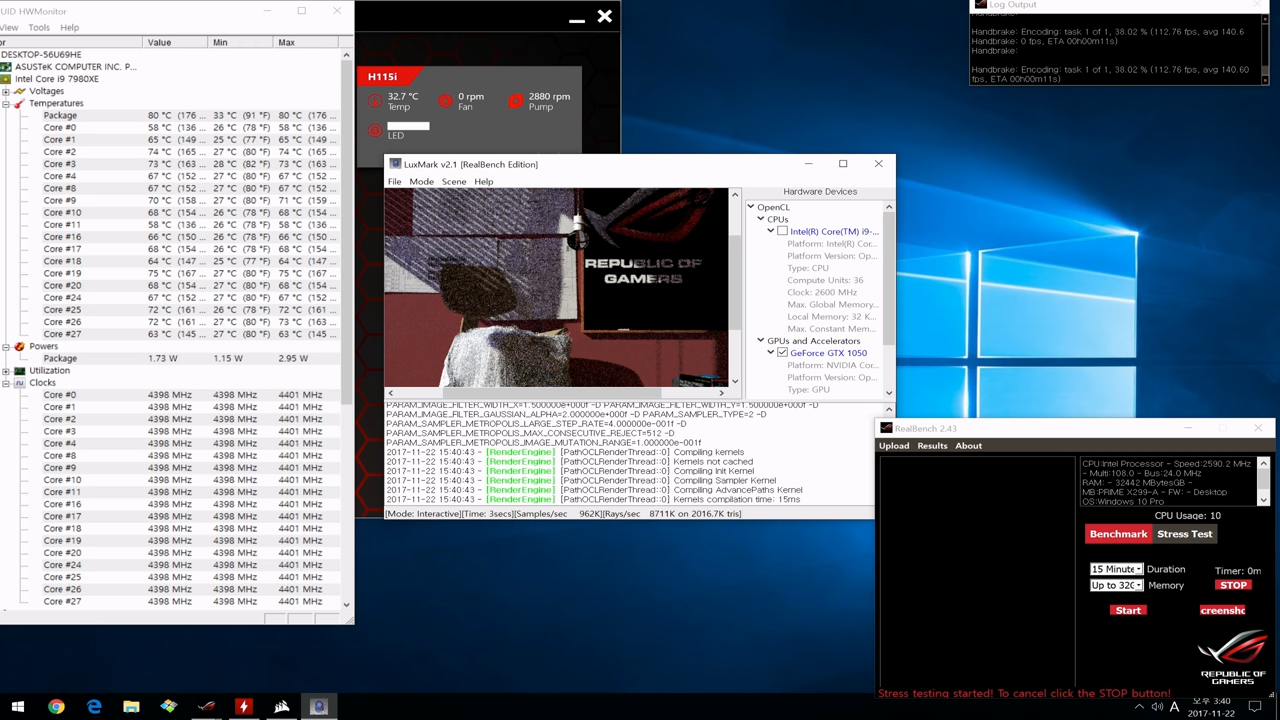 UID HWMonitor
View Tools Help
or Value Min Max
DESKTOP-56U69HE
ASUSTeK COMPUTER INC. P...
Intel Core i9 7980XE
Voltages
Temperatures
Package 80 °C (176 ... 33 °C (91 °F) 80 °C (176 ...
Core #0 58 °C (136 ... 26 °C (78 °F) 58 °C (136 ...
Core #1 65 °C (149 ... 26 °C (78 °F) 65 °C (149 ...
Core #2 74 °C (165 ... 27 °C (80 °F) 74 °C (165 ...
Core #3 73 °C (163 ... 28 °C (82 °F) 73 °C (163 ...
Core #4 67 °C (152 ... 27 °C (80 °F) 67 °C (152 ...
Core #8 67 °C (152 ... 27 °C (80 °F) 67 °C (152 ...
Core #9 70 °C (158 ... 27 °C (80 °F) 71 °C (159 ...
Core #10 68 °C (154 ... 26 °C (78 °F) 68 °C (154 ...
Core #11 58 °C (136 ... 26 °C (78 °F) 58 °C (136 ...
Core #16 66 °C (150 ... 26 °C (78 °F) 66 °C (150 ...
Core #17 68 °C (154 ... 26 °C (78 °F) 68 °C (154 ...
Core #18 64 °C (147 ... 25 °C (77 °F) 64 °C (147 ...
Core #19 75 °C (167 ... 27 °C (80 °F) 75 °C (167 ...
Core #20 68 °C (154 ... 27 °C (80 °F) 68 °C (154 ...
Core #24 67 °C (152 ... 27 °C (80 °F) 67 °C (152 ...
Core #25 72 °C (161 ... 27 °C (80 °F) 72 °C (161 ...
Core #26 72 °C (161 ... 27 °C (80 °F) 73 °C (163 ...
Core #27 63 °C (145 ... 27 °C (80 °F) 63 °C (145 ...
Powers
Package 1.73 W 1.15 W 2.95 W
Utilization
Clocks
Core #0 4398 MHz 4398 MHz 4401 MHz
Core #1 4398 MHz 4398 MHz 4401 MHz
Core #2 4398 MHz 4398 MHz 4401 MHz
Core #3 4398 MHz 4398 MHz 4401 MHz
Core #4 4398 MHz 4398 MHz 4401 MHz
Core #8 4398 MHz 4398 MHz 4401 MHz
Core #9 4398 MHz 4398 MHz 4401 MHz
Core #10 4398 MHz 4398 MHz 4401 MHz
Core #11 4398 MHz 4398 MHz 4401 MHz
Core #16 4398 MHz 4398 MHz 4401 MHz
Core #17 4398 MHz 4398 MHz 4401 MHz
Core #18 4398 MHz 4398 MHz 4401 MHz
Core #19 4398 MHz 4398 MHz 4401 MHz
Core #20 4398 MHz 4398 MHz 4401 MHz
Core #24 4398 MHz 4398 MHz 4401 MHz
Core #25 4398 MHz 4398 MHz 4401 MHz
Core #26 4398 MHz 4398 MHz 4401 MHz
Core #27 4398 MHz 4398 MHz 4401 MHz
H115i
32.7 °C 0 rpm 2880 rpm
Temp Fan Pump
LED
LuxMark v2.1 [RealBench Edition]
File Mode Scene Help
REPUBLIC OF
GAMERS
Hardware Devices
OpenCL
CPUs
Intel(R) Core(TM) i9-...
Platform: Intel(R) Cor...
Platform Version: Op...
Type: CPU
Compute Units: 36
Clock: 2600 MHz
Max. Global Memory...
Local Memory: 32 K...
Max. Constant Mem...
GPUs and Accelerators
GeForce GTX 1050
Platform: NVIDIA Cor...
Platform Version: Op...
Type: GPU
PARAM_IMAGE_FILTER_WIDTH_X=1.500000e+000f -D PARAM_IMAGE_FILTER_WIDTH_Y=1.500000e+000f -D
PARAM_IMAGE_FILTER_GAUSSIAN_ALPHA=2.000000e+000f -D PARAM_SAMPLER_TYPE=2 -D
PARAM_SAMPLER_METROPOLIS_LARGE_STEP_RATE=4.000000e-001f -D
PARAM_SAMPLER_METROPOLIS_MAX_CONSECUTIVE_REJECT=512 -D
PARAM_SAMPLER_METROPOLIS_IMAGE_MUTATION_RANGE=1.000000e-001f
2017-11-22 15:40:43 - [RenderEngine] [PathOCLRenderThread::0] Compiling kernels
2017-11-22 15:40:43 - [RenderEngine] [PathOCLRenderThread::0] Kernels not cached
2017-11-22 15:40:43 - [RenderEngine] [PathOCLRenderThread::0] Compiling Init Kernel
2017-11-22 15:40:43 - [RenderEngine] [PathOCLRenderThread::0] Compiling Sampler Kernel
2017-11-22 15:40:43 - [RenderEngine] [PathOCLRenderThread::0] Compiling AdvancePaths Kernel
2017-11-22 15:40:43 - [RenderEngine] [PathOCLRenderThread::0] Kernels compilation time: 15ms
[Mode: Interactive][Time: 3secs][Samples/sec 962K][Rays/sec 8711K on 2016.7K tris]
Log Output
Handbrake:
Handbrake: Encoding: task 1 of 1, 38.02 % (112.76 fps, avg 140.6
Handbrake: 0 fps, ETA 00h00m11s)
Handbrake:
Handbrake: Encoding: task 1 of 1, 38.02 % (112.76 fps, avg 140.60
fps, ETA 00h00m11s)
RealBench 2.43
Upload Results About
CPU:Intel Processor - Speed:2590.2 MHz
- Multi:108.0 - Bus:24.0 MHz
RAM: - 32442 MBytesGB
MB:PRIME X299-A - FW: - Desktop
OS:Windows 10 Pro
CPU Usage: 10
Benchmark Stress Test
15 Minute Duration Timer: 0m
Up to 32G Memory STOP
Start creensho
REPUBLIC OF
GAMERS
Stress testing started! To cancel click the STOP button!
A 오후 3:40
2017-11-22